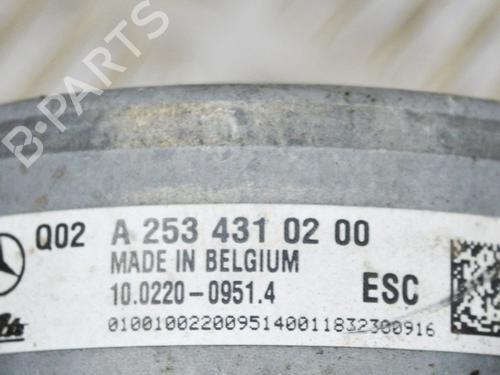 B-PARTS
Q02 A 253 431 02 00
MADE IN BELGIUM
10.0220-0951.4 ESC
0100100220095140011832300916